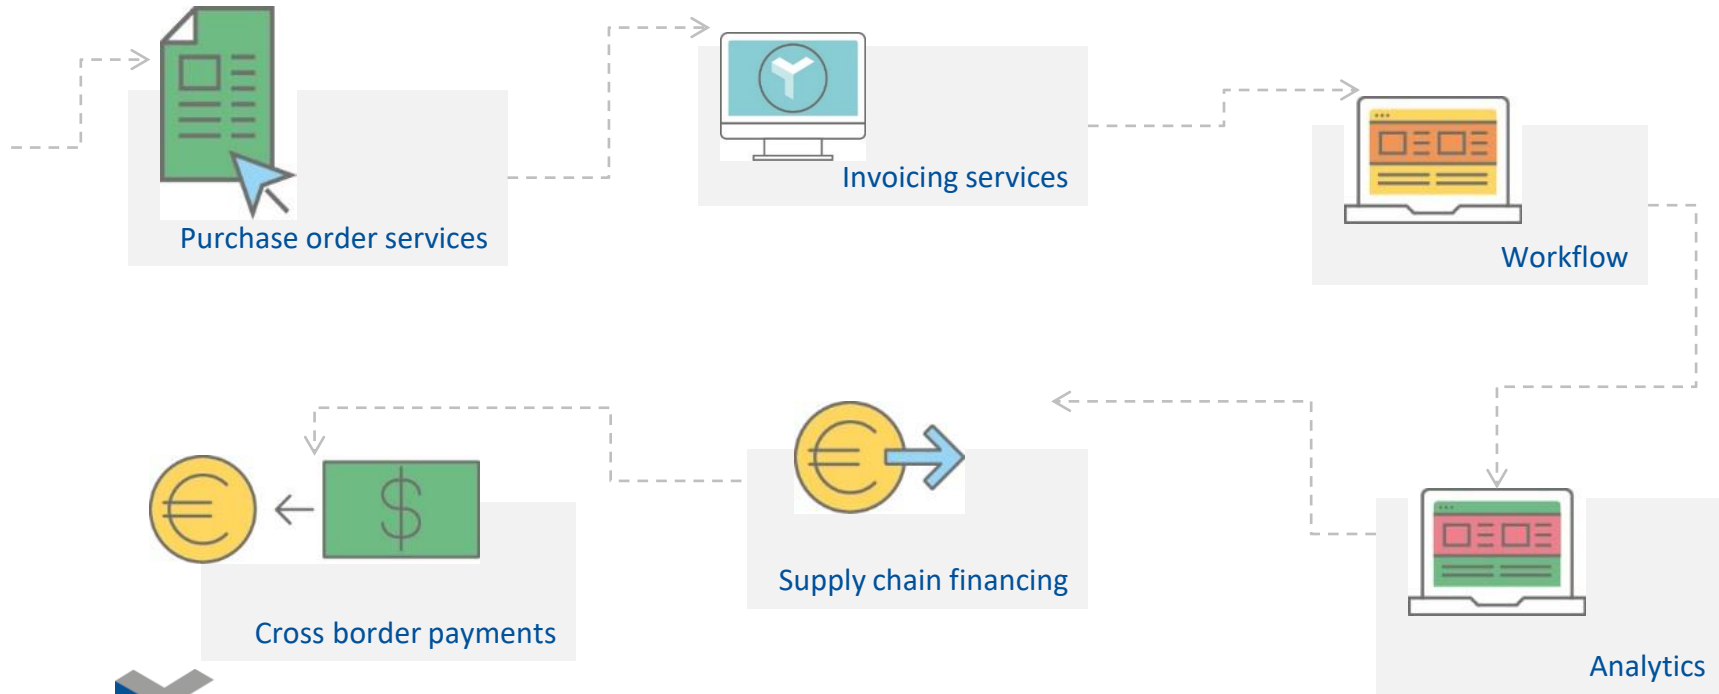 Purchase order services
Invoicing services
Workflow
Analytics
Supply chain financing
Cross border payments